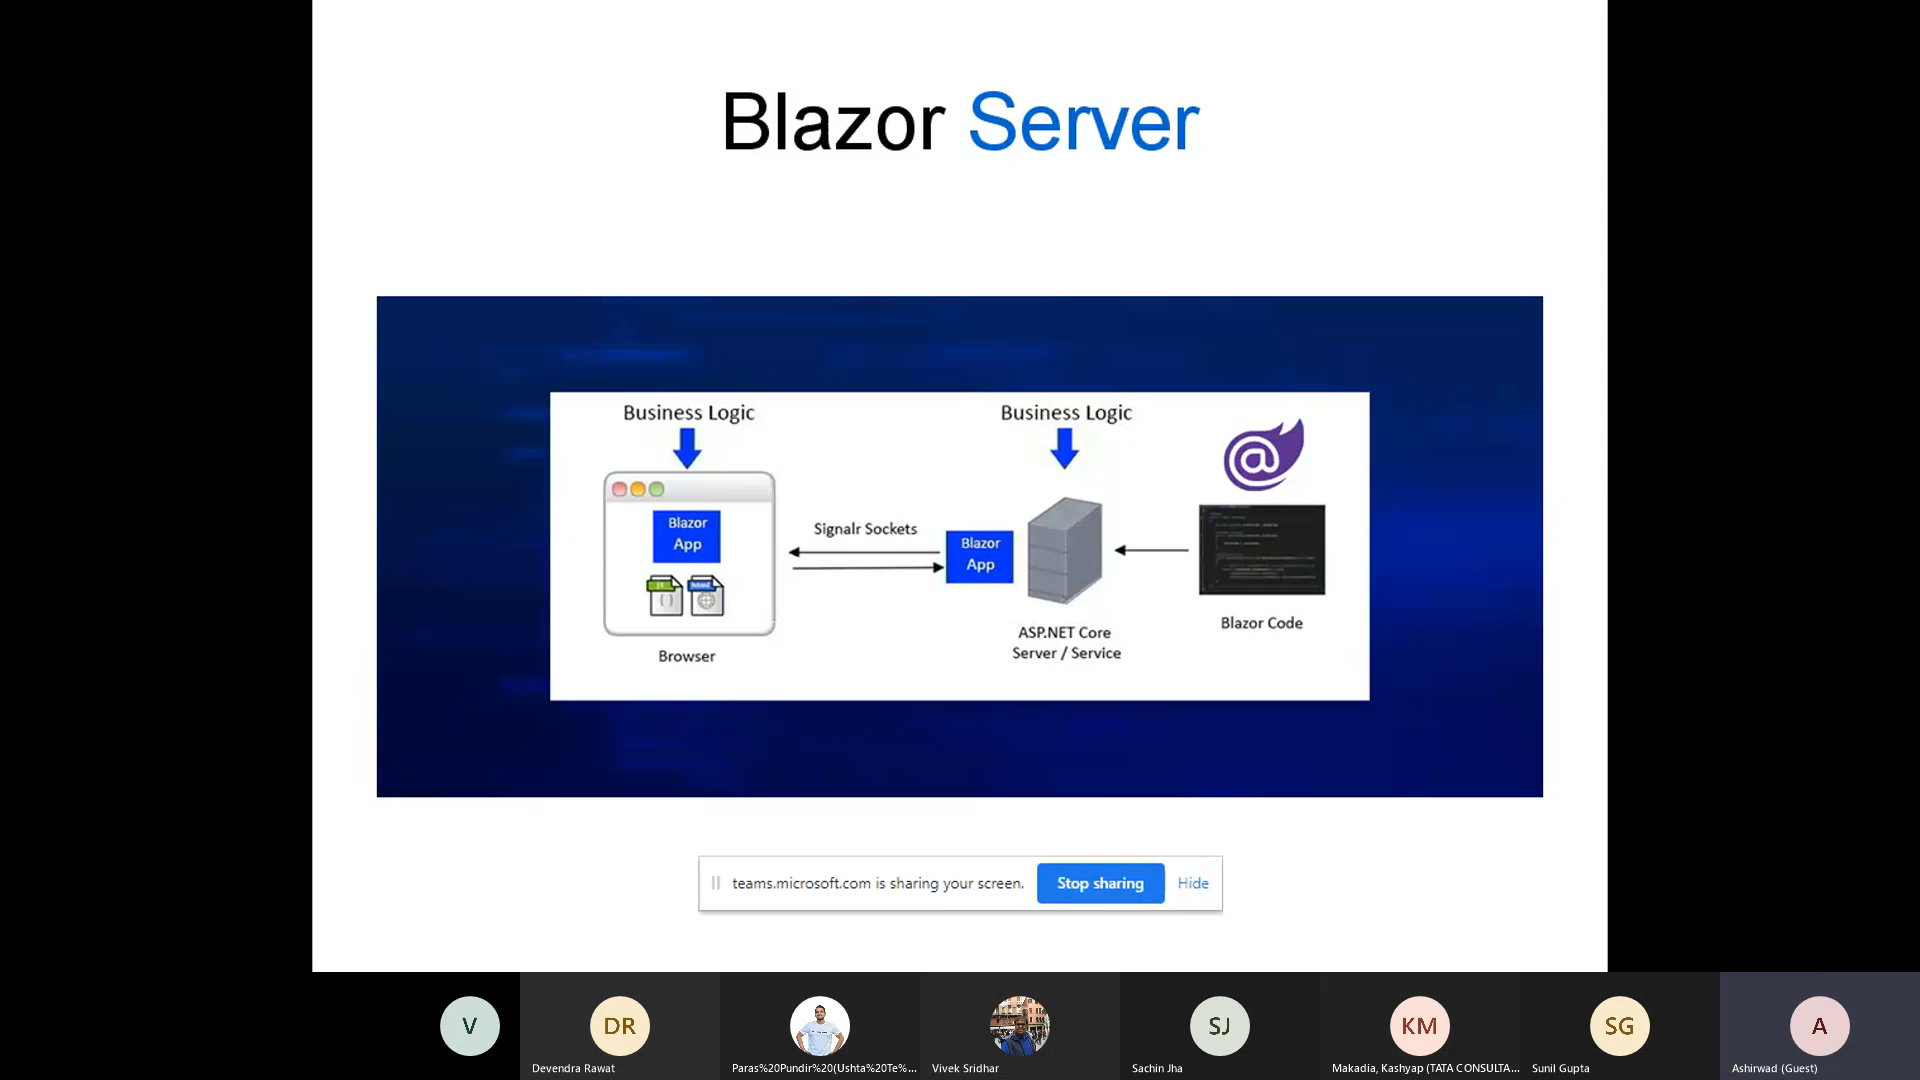 Blazor Server
Business Logic
Business Logic
Blazor
App
Signalr Sockets
Blazor
App
@
html
Browser
ASP.NET Core
Server / Service
Blazor Code
teams.microsoft.com is sharing your screen.
Stop sharing
Hide
V
DR
SJ
KM
SG
A
Devendra Rawat
Paras%20Pundir%20(Ushta%20Te%...
Vivek Sridhar
Sachin Jha
Makadia, Kashyap (TATA CONSULTA...
Sunil Gupta
Ashirwad (Guest)